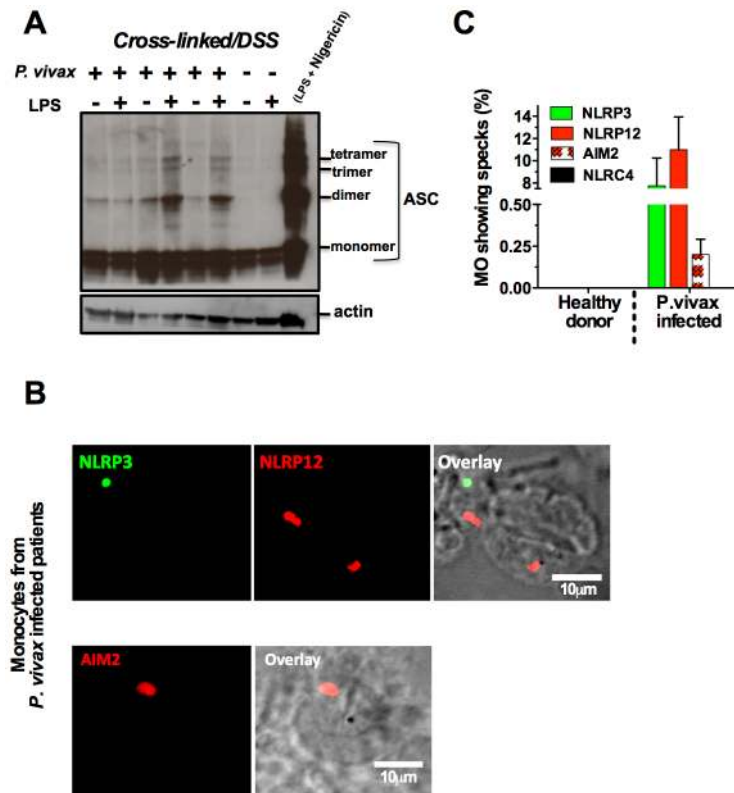 A
Cross-linked/DSS
(LPS + Nigericin)
P. vivax + + + + + + - -
LPS - + - + - + - +
tetramer
trimer
dimer
monomer
ASC
actin
C
MO showing specks (%)
14
12
10
8
0.50
0.25
0.00
NLRP3
NLRP12
AIM2
NLRC4
Healthy
donor
P.vivax
infected
B
Monocytes from
P. vivax infected patients
NLRP3
NLRP12
Overlay
10µm
AIM2
Overlay
10µm